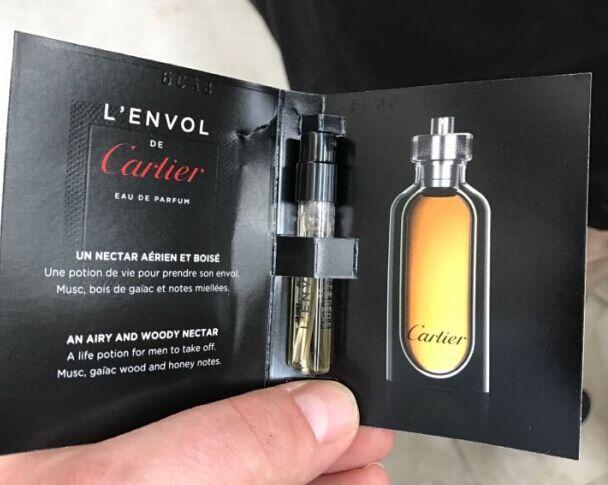 L'ENVOL
DE
Cartier
EAU DE PARFUM
UN NECTAR AÉRIEN ET BOISÉ
Une potion de vie pour prendre son envol.
Musc, bois de gaïac et notes miellées.
AN AIRY AND WOODY NECTAR
A life potion for men to take off.
Musc, gaïac wood and honey notes.
L'ENVOL
Cartier